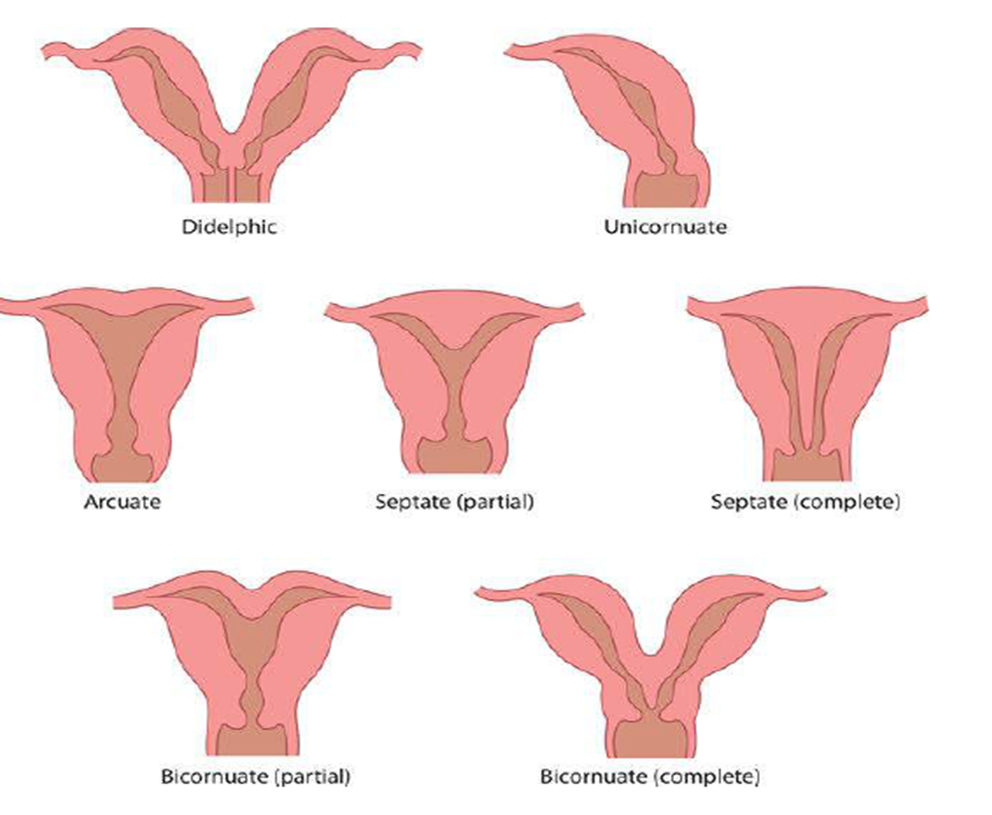 Didelphic
Unicornuate
Arcuate
Septate (partial)
Septate (complete)
Bicornuate (partial)
Bicornuate (complete)